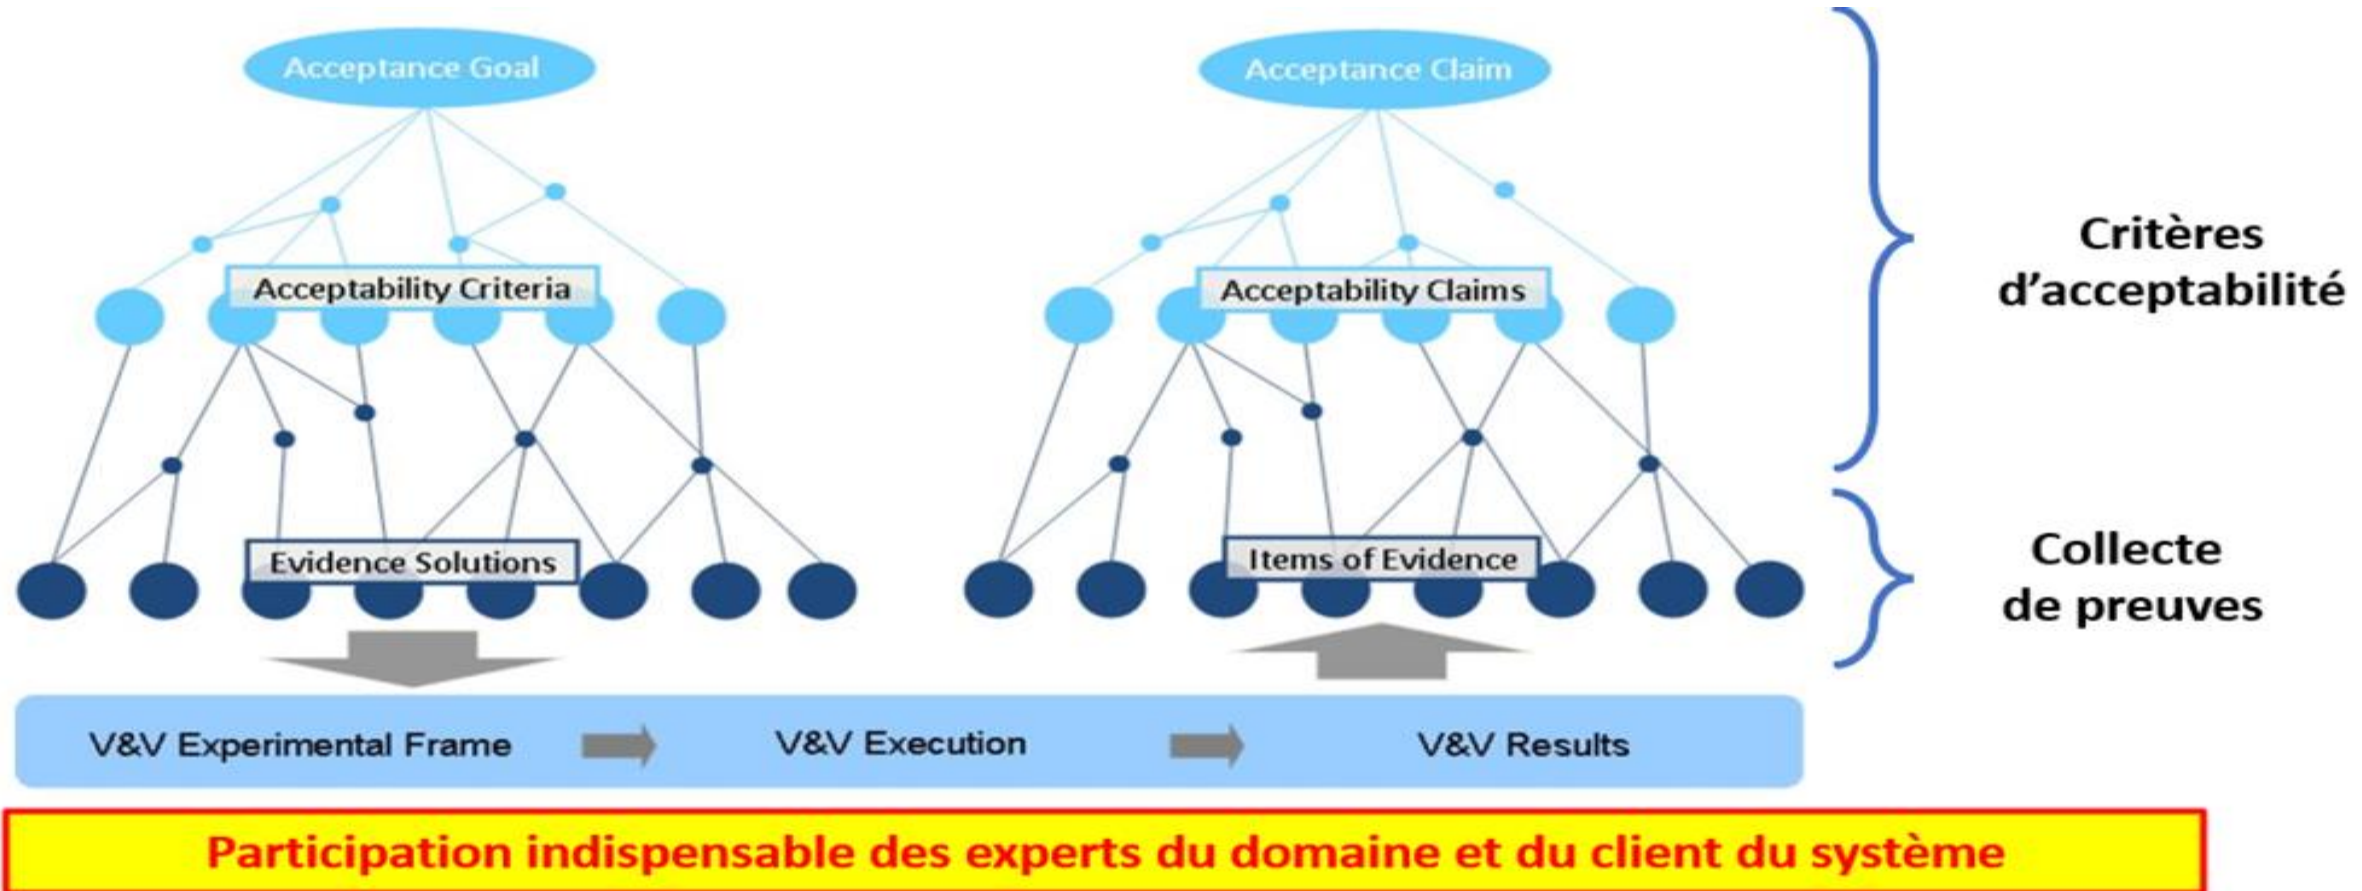 Acceptance Goal
Acceptance Claim
Acceptability Criteria
Acceptability Claims
Critères
d'acceptabilité
Evidence Solutions
Items of Evidence
Collecte
de preuves
V&V Experimental Frame
V&V Execution
V&V Results
Participation indispensable des experts du domaine et du client du système